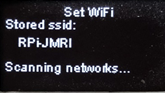 Set WiFi
Stored ssid:
RPi-JMRI
Scanning networks...